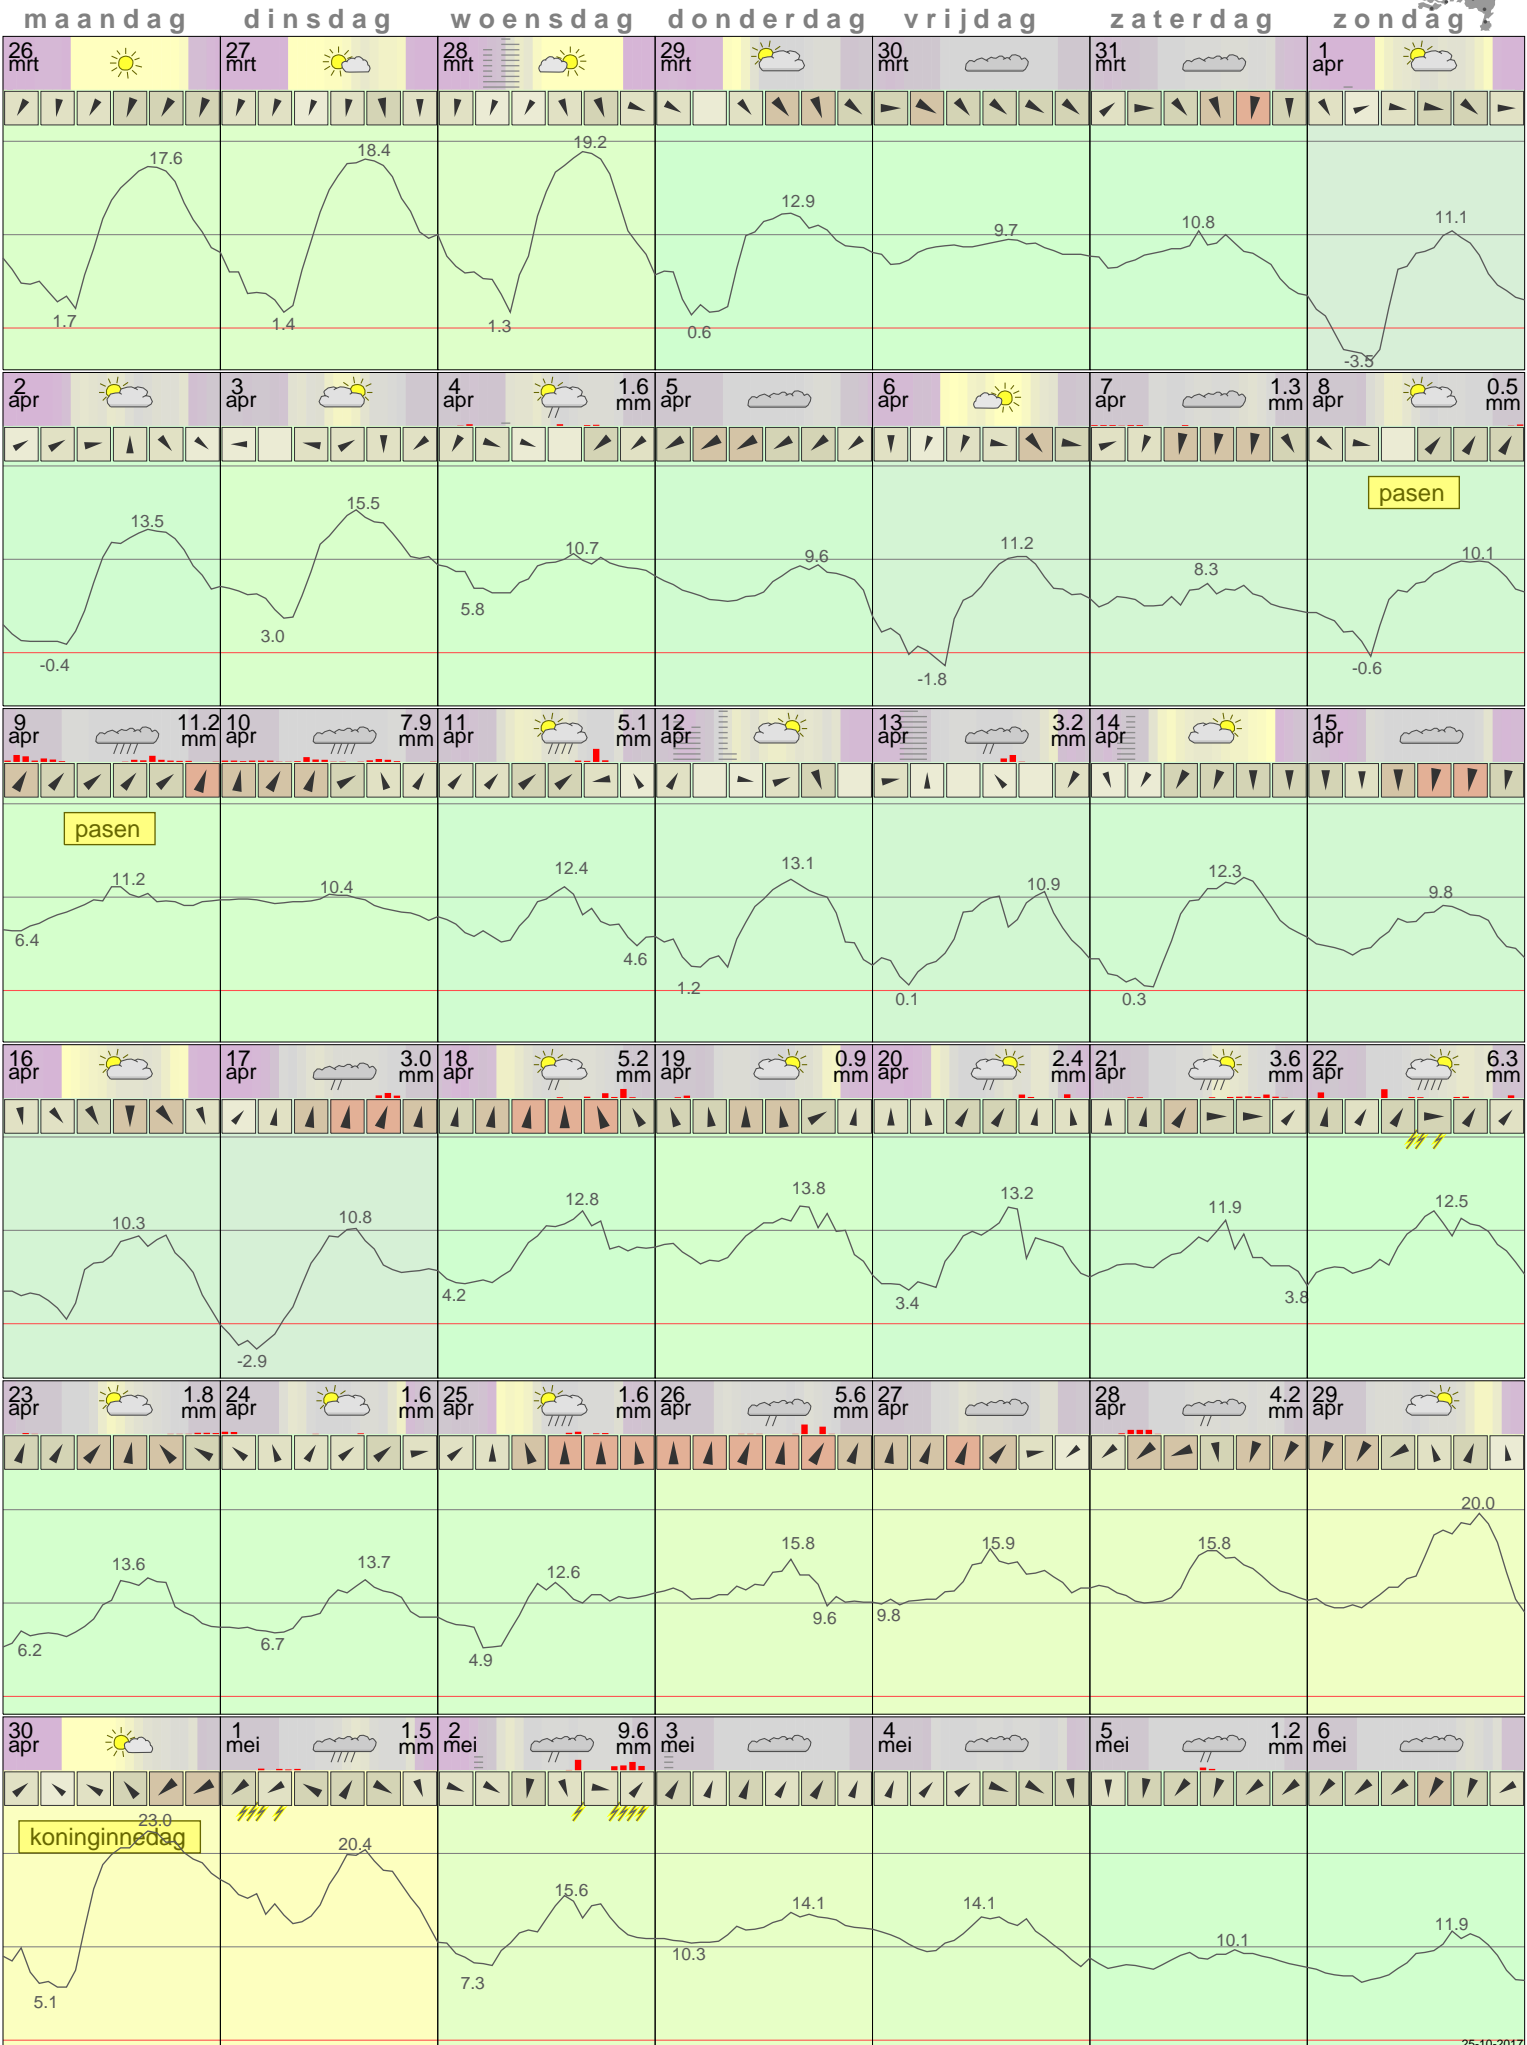 maandag dinsdag woensdag donderdag vrijdag zaterdag zondag
26 mrt 27 mrt 28 mrt 29 mrt 30 mrt 31 mrt 1 apr
17.6 18.4 19.2 12.9 9.7 10.8 11.1
1.7 1.4 1.3 0.6 -3.5
2 apr 3 apr 4 apr 1.6 mm 5 apr 6 apr 7 apr 1.3 mm 8 apr 0.5 mm
pasen
13.5 15.5 10.7 9.6 11.2 8.3 10.1
-0.4 3.0 5.8 -1.8 -0.6
9 apr 11.2 mm 10 apr 7.9 mm 11 apr 5.1 mm 12 apr 13 apr 3.2 mm 14 apr 15 apr
pasen
11.2 10.4 12.4 13.1 10.9 12.3 9.8
6.4 4.6 1.2 0.1 0.3
16 apr 17 apr 3.0 mm 18 apr 5.2 mm 19 apr 0.9 mm 20 apr 2.4 mm 21 apr 3.6 mm 22 apr 6.3 mm
10.3 10.8 12.8 13.8 13.2 11.9 12.5
-2.9 4.2 3.4 3.8
23 apr 1.8 mm 24 apr 1.6 mm 25 apr 1.6 mm 26 apr 5.6 mm 27 apr 28 apr 4.2 mm 29 apr
13.6 13.7 12.6 15.8 15.9 15.8 20.0
6.2 6.7 4.9 9.6 9.8
30 apr 1 mei 1.5 mm 2 mei 9.6 mm 3 mei 4 mei 5 mei 1.2 mm 6 mei
koninginnedag
23.0 20.4 15.6 14.1 14.1 10.1 11.9
5.1 7.3 10.3
25-10-2017